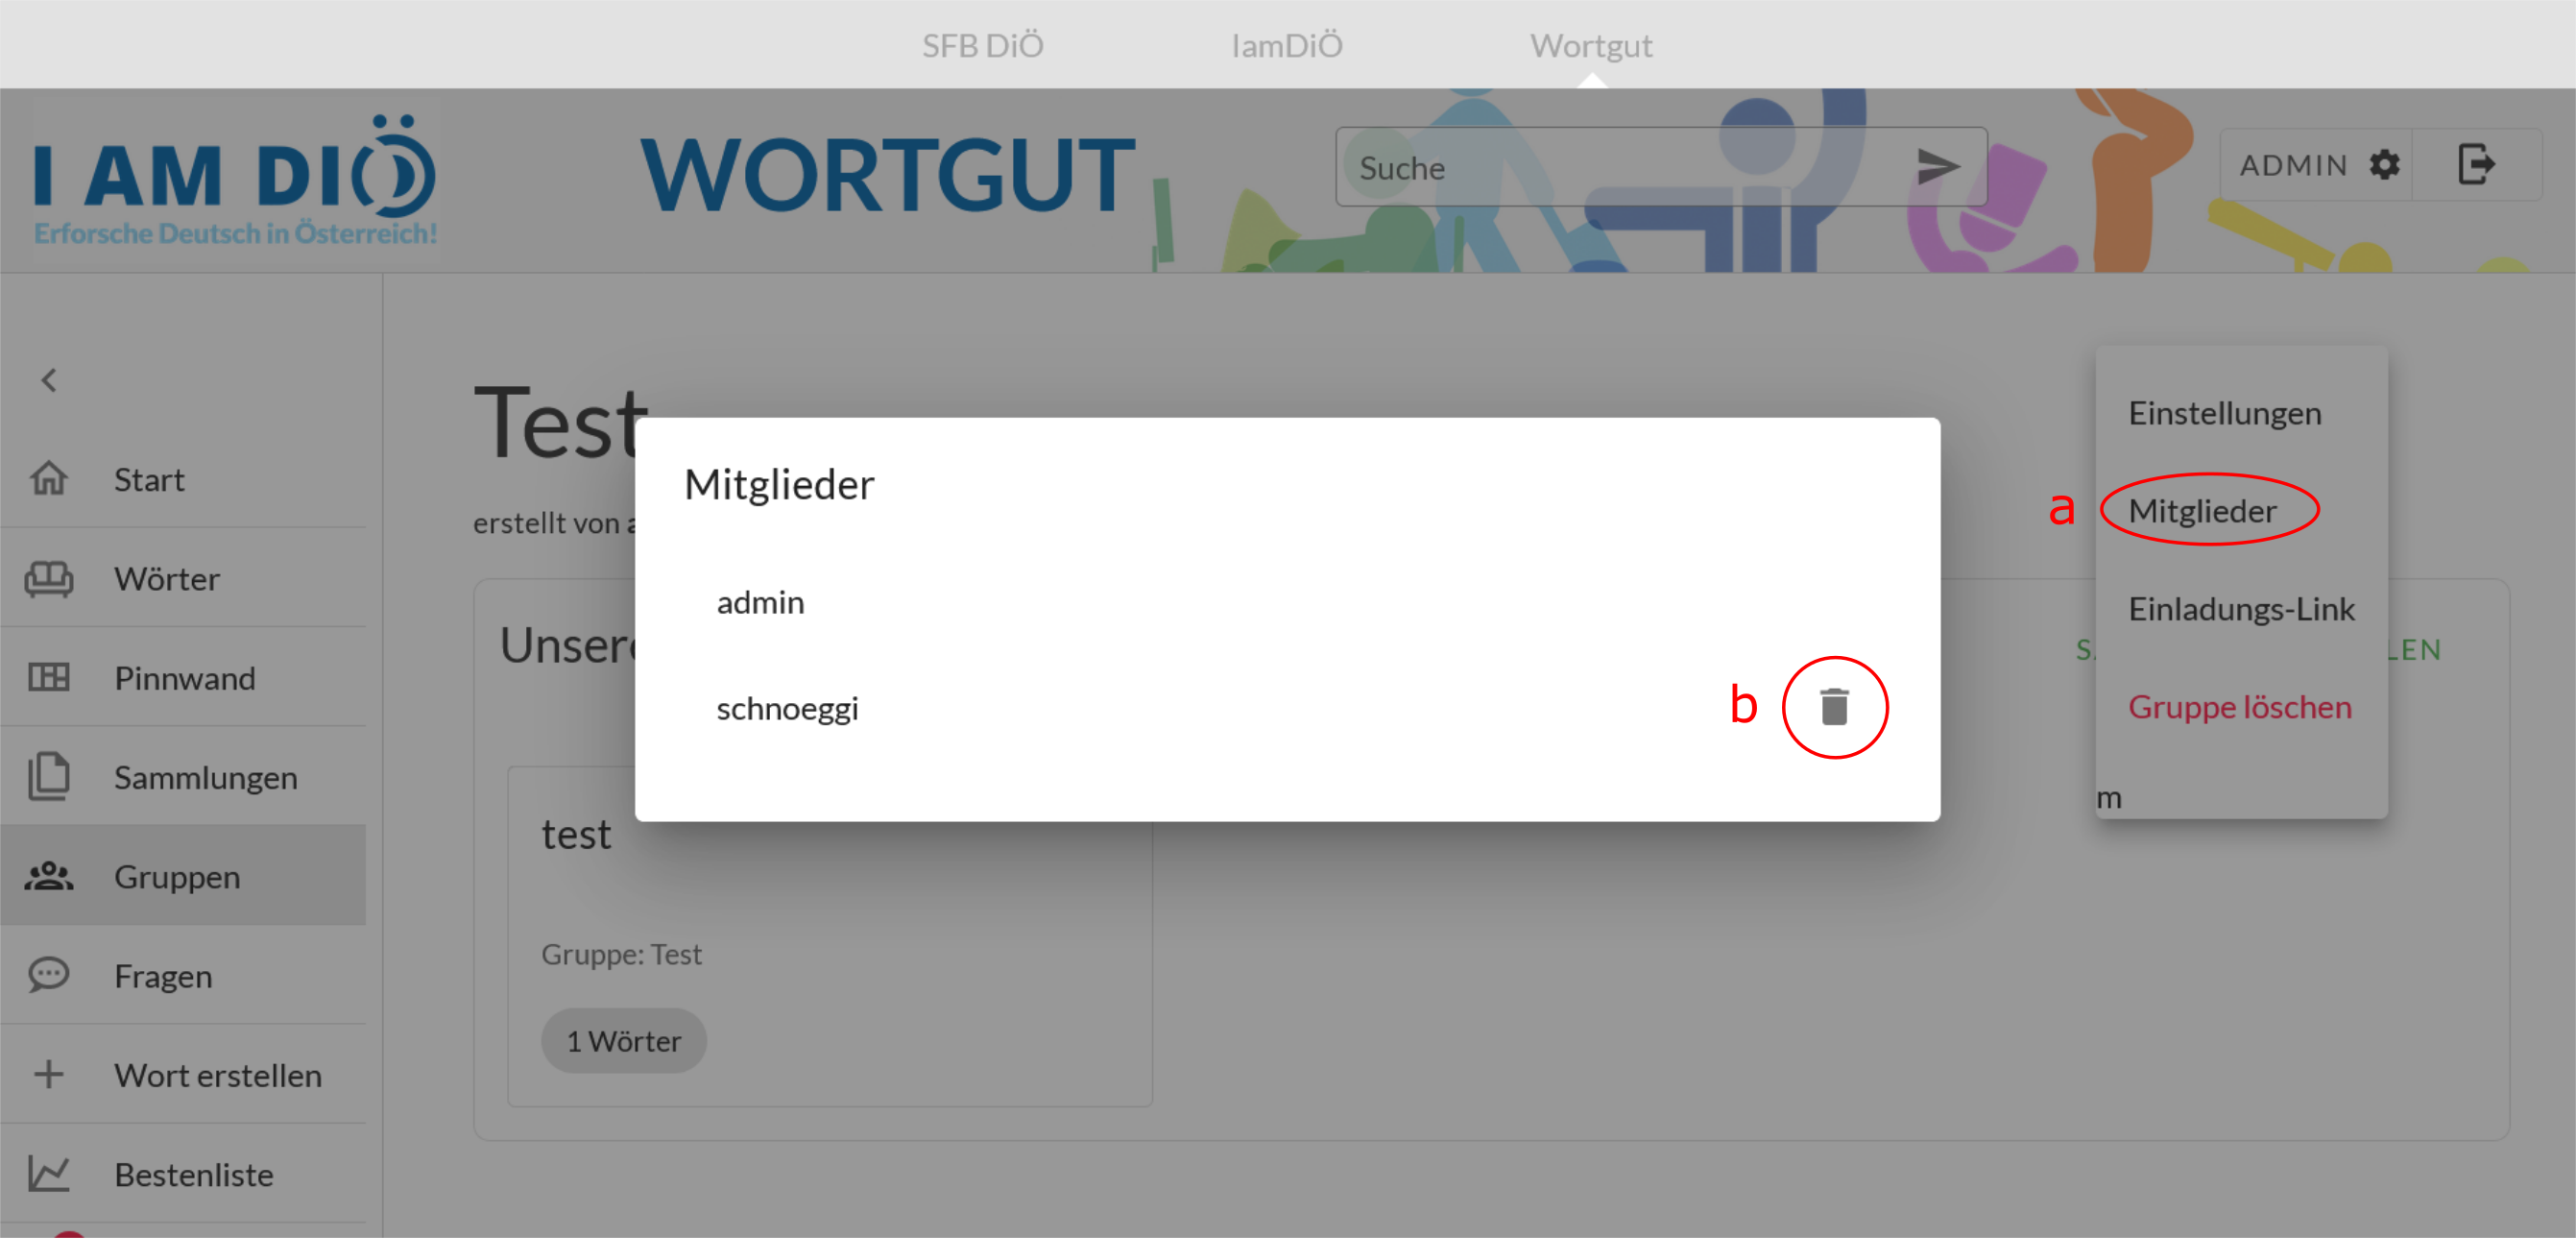 SFB DiÖ
IamDiÖ
Wortgut
I AM DIÖ
Erforsche Deutsch in Österreich!
WORTGUT
Suche
ADMIN
Start
Wörter
Pinnwand
Sammlungen
Gruppen
Fragen
Wort erstellen
Bestenliste
Test
erstellt von a
Unsere
Mitglieder
admin
schnoeggi
b
Einstellungen
a Mitglieder
Einladungs-Link
Gruppe löschen
m
S
LEN
test
Gruppe: Test
1 Wörter